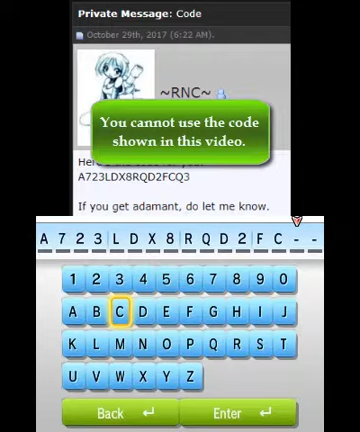 Private Message: Code
October 29th, 2017 (6:22 AM).
~RNC~
You cannot use the code
shown in this video.
A723LDX8RQD2FCQ3
If you get adamant, do let me know.
A 7 2 3 L D X 8 R Q D 2 F C - -
1 2 3 4 5 6 7 8 9 0
A B C D E F G H I J
K L M N O P Q R S T
U V W X Y Z
Back Enter